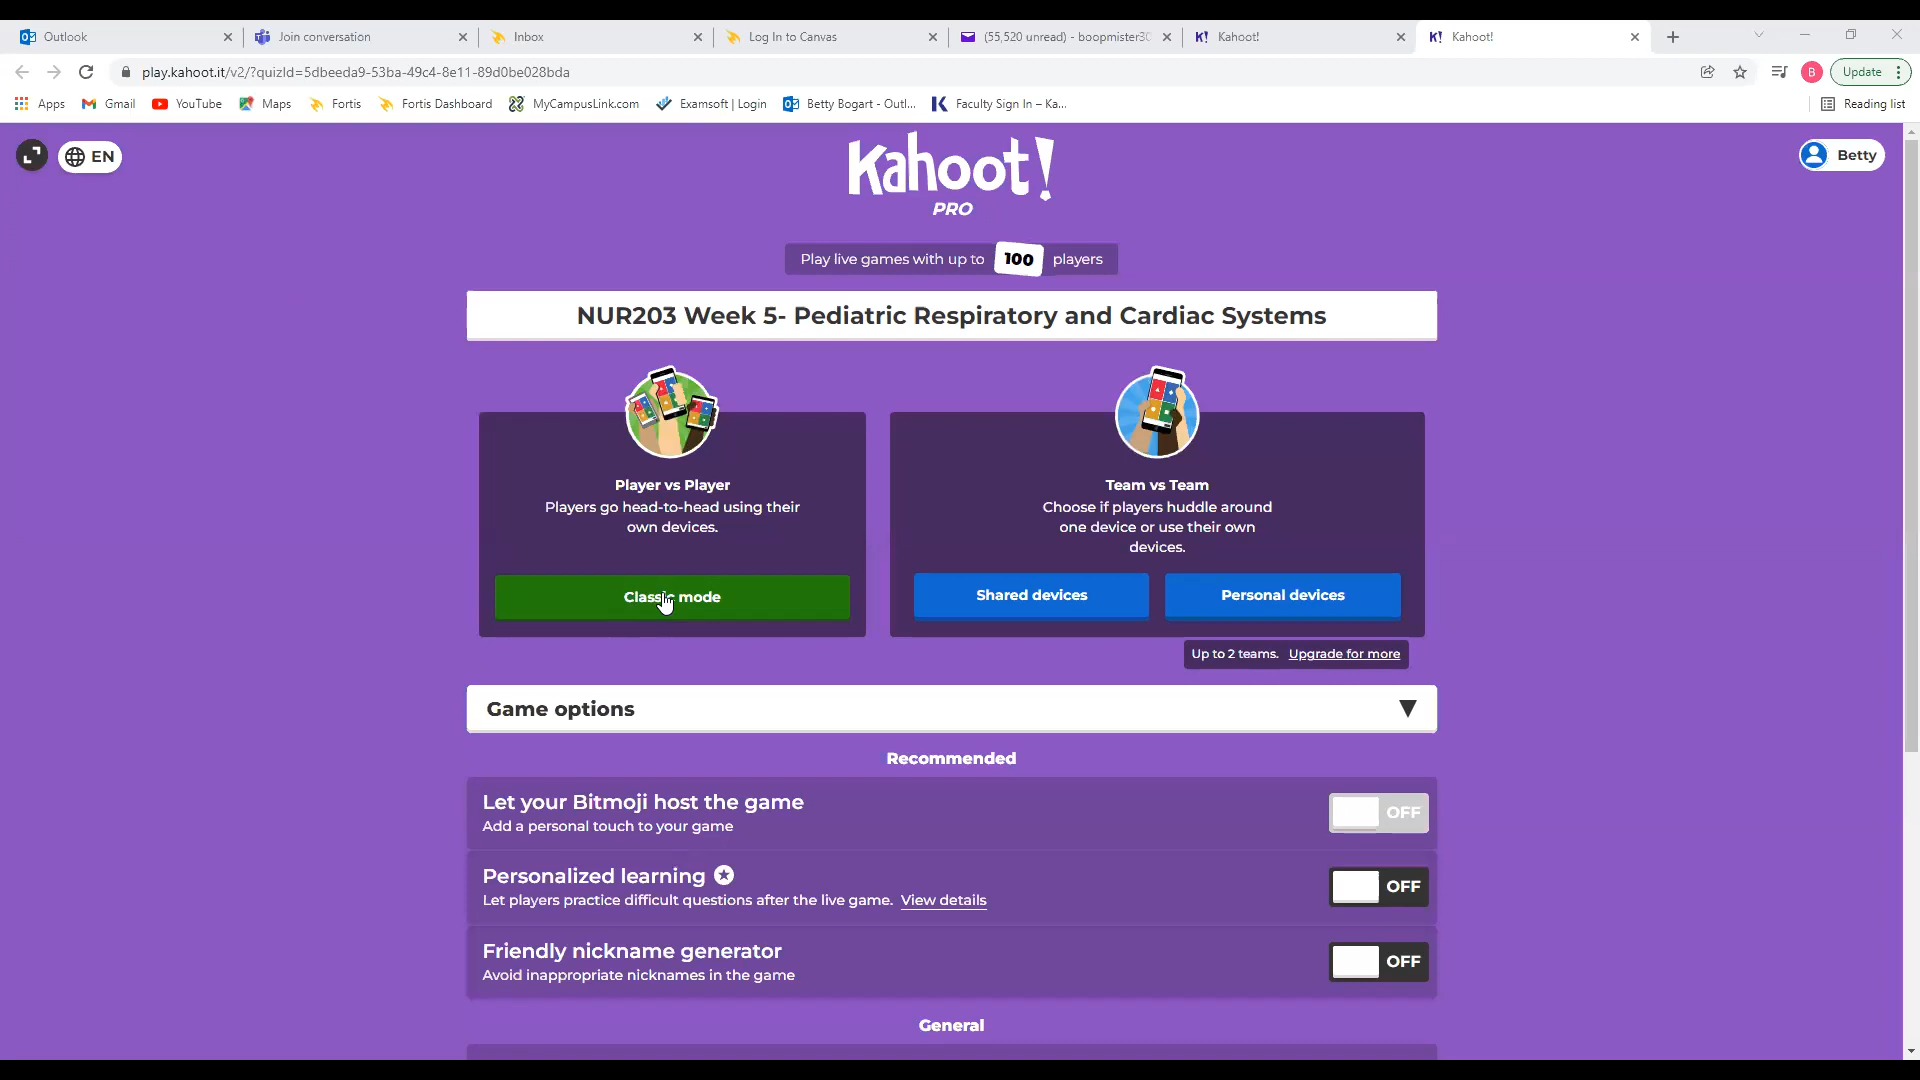 Outlook
Join conversation
Inbox
Log In to Canvas
(55,520 unread) - boopmister30
Kahoot!
Kahoot!
play.kahoot.it/v2/?quizId=5dbeeda9-53ba-49c4-8e11-89d0be028bda
B
Update
Apps
Gmail
YouTube
Maps
Fortis
Fortis Dashboard
MyCampusLink.com
Examsoft | Login
Betty Bogart - Outl...
Faculty Sign In – Ka...
Reading list
EN
Kahoot!
PRO
Betty
Play live games with up to 100 players
NUR203 Week 5- Pediatric Respiratory and Cardiac Systems
Player vs Player
Players go head-to-head using their
own devices.
Classic mode
Team vs Team
Choose if players huddle around
one device or use their own
devices.
Shared devices
Personal devices
Up to 2 teams. Upgrade for more
Game options
Recommended
Let your Bitmoji host the game
Add a personal touch to your game
OFF
Personalized learning
Let players practice difficult questions after the live game. View details
OFF
Friendly nickname generator
Avoid inappropriate nicknames in the game
OFF
General